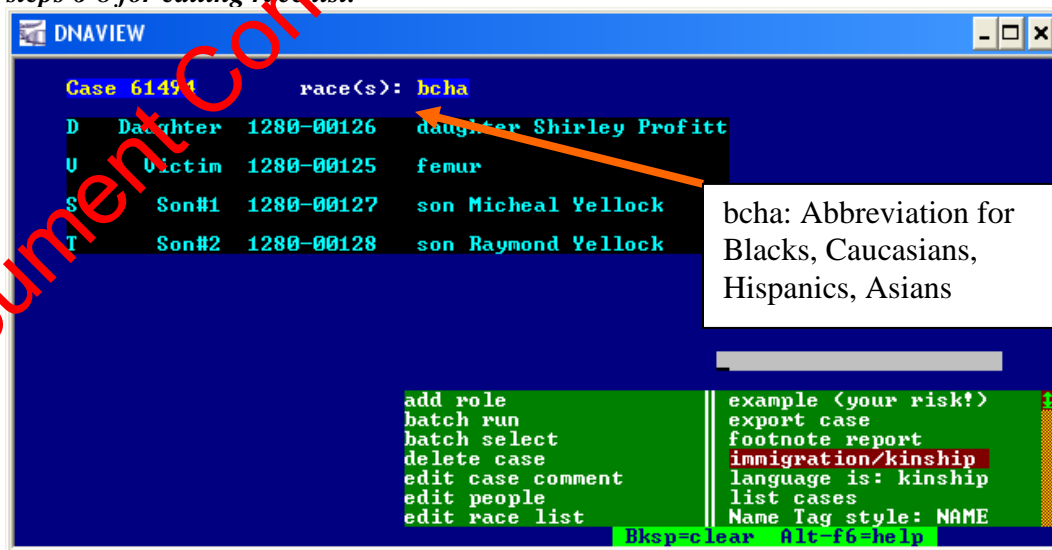 steps 6-8 for editing race list.
DNAVIEW
Case 61494 race(s): bcha
D Daughter 1280-00126 daughter Shirley Profitt
V Victim 1280-00125 femur
S Son#1 1280-00127 son Micheal Yellock
T Son#2 1280-00128 son Raymond Yellock
bcha: Abbreviation for
Blacks, Caucasians,
Hispanics, Asians
add role
batch run
batch select
delete case
edit case comment
edit people
edit race list
example (your risk!)
export case
footnote report
immigration/kinship
language is: kinship
list cases
Name Tag style: NAME
Bksp=clear Alt-f6=help